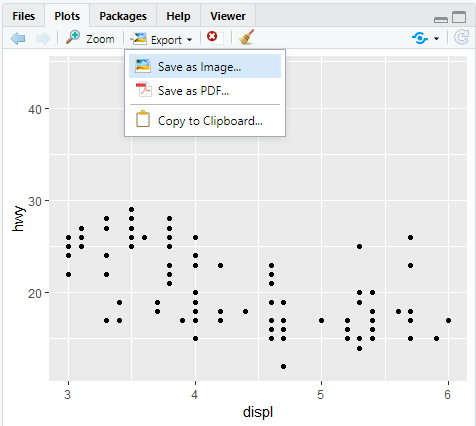 Files Plots Packages Help Viewer
Zoom Export
Save as Image...
Save as PDF...
Copy to Clipboard...
40
30
20
hwy
3 4 5 6
displ